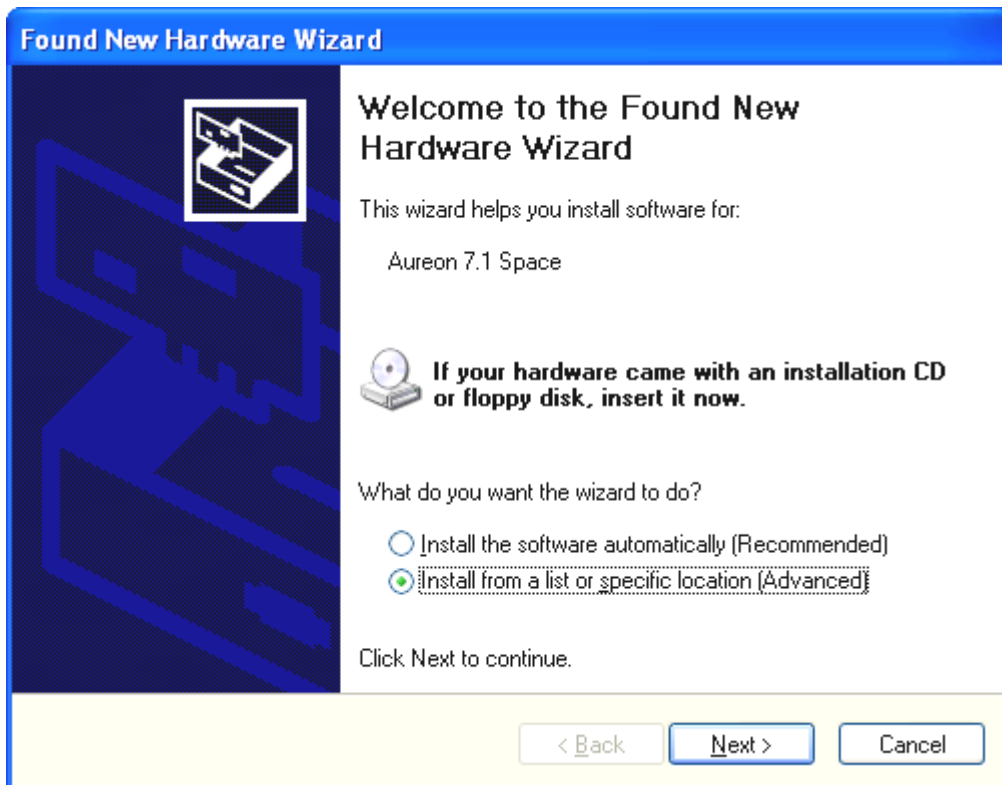 Found New Hardware Wizard
Welcome to the Found New
Hardware Wizard
This wizard helps you install software for:
Aureon 7.1 Space
If your hardware came with an installation CD
or floppy disk, insert it now.
What do you want the wizard to do?
Install the software automatically (Recommended)
Install from a list or specific location (Advanced)
Click Next to continue.
< Back Next > Cancel